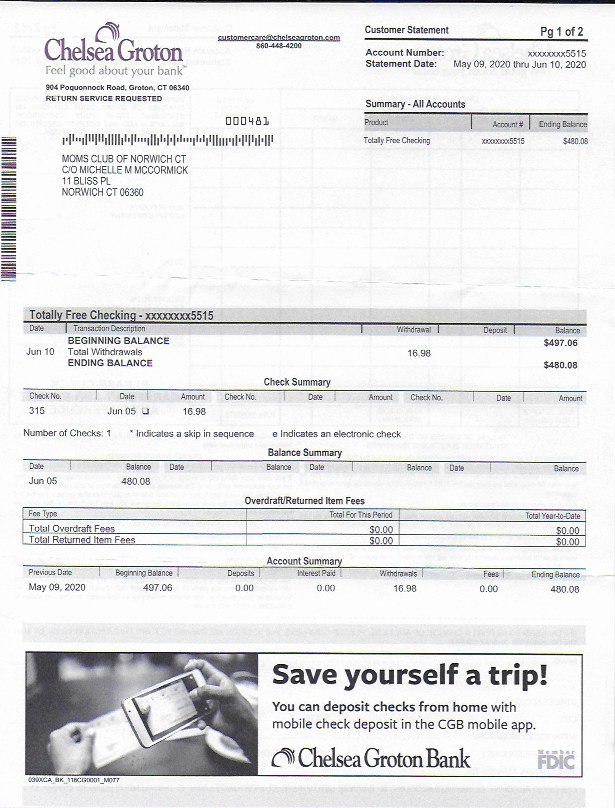 Chelsea Groton
Feel good about your bank™
904 Poquonnock Road, Groton, CT 06340
RETURN SERVICE REQUESTED
customercare@chelseagroton.com
860-448-4200
Customer Statement Pg 1 of 2
Account Number: xxxxxxxx5515
Statement Date: May 09, 2020 thru Jun 10, 2020
Summary - All Accounts
Product Account # Ending Balance
Totally Free Checking xxxxxxxx5515 $480.08
000481
MOMS CLUB OF NORWICH CT
C/O MICHELLE M MCCORMICK
11 BLISS PL
NORWICH CT 06360
Totally Free Checking - xxxxxxxx5515
Date Transaction Description Withdrawal Deposit Balance
BEGINNING BALANCE $497.06
Jun 10 Total Withdrawals 16.98
ENDING BALANCE $480.08
Check Summary
Check No. Date Amount Check No. Date Amount Check No. Date Amount
315 Jun 05 16.98
Number of Checks: 1 * Indicates a skip in sequence e Indicates an electronic check
Balance Summary
Date Balance Date Balance Date Balance Date Balance
Jun 05 480.08
Overdraft/Returned Item Fees
Fee Type Total For This Period Total Year-to-Date
Total Overdraft Fees $0.00 $0.00
Total Returned Item Fees $0.00 $0.00
Account Summary
Previous Date Beginning Balance Deposits Interest Paid Withdrawals Fees Ending Balance
May 09, 2020 497.06 0.00 0.00 16.98 0.00 480.08
Save yourself a trip!
You can deposit checks from home with
mobile check deposit in the CGB mobile app.
Chelsea Groton Bank
Member
FDIC
039XCA_BK_118CG0001_M077